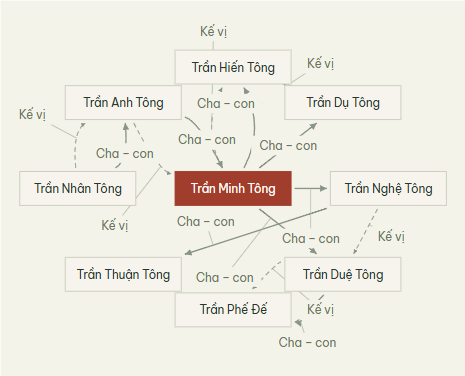 Kế vị
Trần Hiến Tông
Kế vị
Trần Anh Tông
Cha – con
Trần Dụ Tông
Kế vị
Cha – con
Cha – con
Cha – con
Trần Nhân Tông
Trần Minh Tông
Trần Nghệ Tông
Kế vị
Cha – con
Cha – con
Kế vị
Trần Thuận Tông
Cha – con
Trần Duệ Tông
Trần Phế Đế
Kế vị
Cha – con